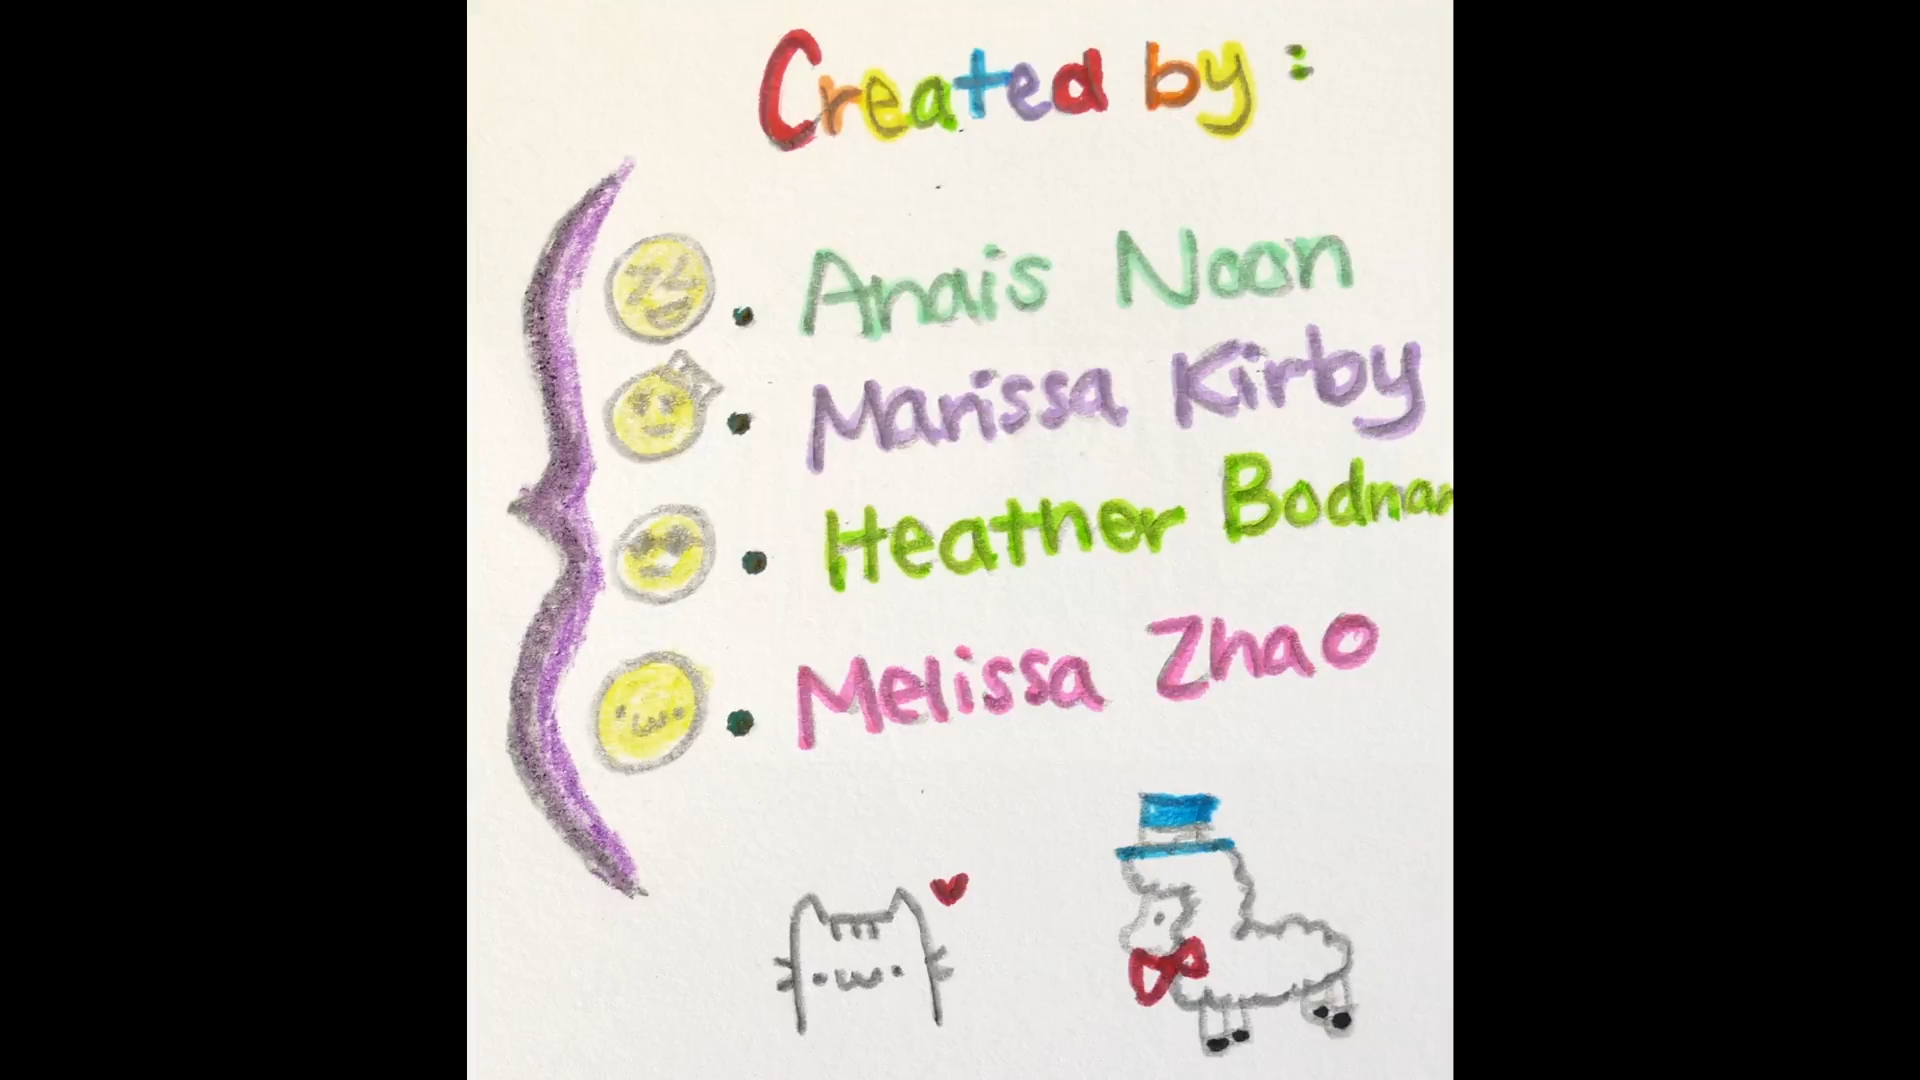 Created by:
• Anais Noon
• Marissa Kirby
• Heather Bodnar
• Melissa Zhao